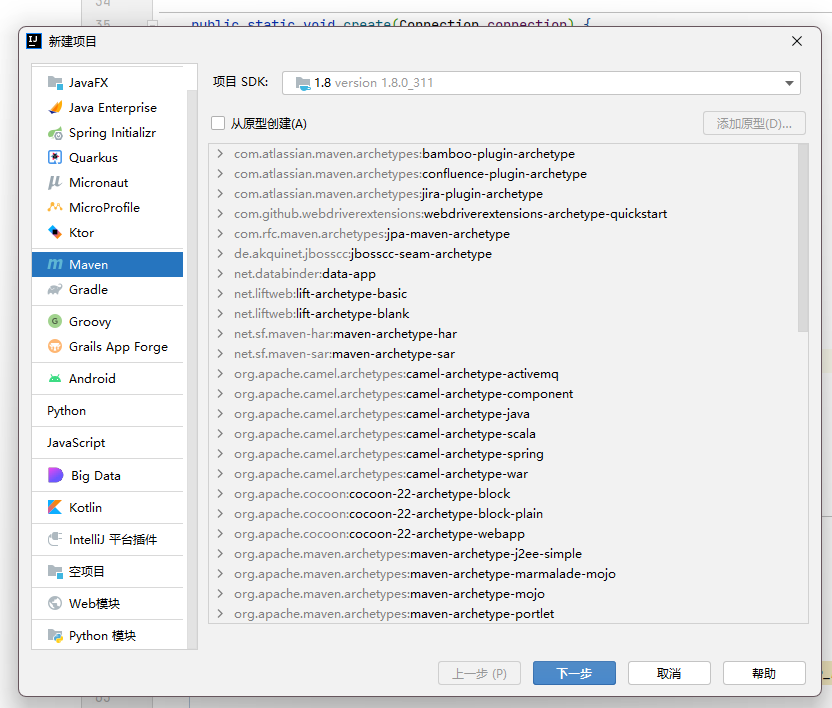 34
35
public static void create(Connection connection) {
新建项目
JavaFX
Java Enterprise
Spring Initializr
Quarkus
Micronaut
MicroProfile
Ktor
Maven
Gradle
Groovy
Grails App Forge
Android
Python
JavaScript
Big Data
Kotlin
IntelliJ 平台插件
空项目
Web模块
Python 模块
项目 SDK: 1.8 version 1.8.0_311
从原型创建(A) 添加原型(D)...
com.atlassian.maven.archetypes:bamboo-plugin-archetype
com.atlassian.maven.archetypes:confluence-plugin-archetype
com.atlassian.maven.archetypes:jira-plugin-archetype
com.github.webdriverextensions:webdriverextensions-archetype-quickstart
com.rfc.maven.archetypes:jpa-maven-archetype
de.akquinet.jbosscc:jbosscc-seam-archetype
net.databinder:data-app
net.liftweb:lift-archetype-basic
net.liftweb:lift-archetype-blank
net.sf.maven-har:maven-archetype-har
net.sf.maven-sar:maven-archetype-sar
org.apache.camel.archetypes:camel-archetype-activemq
org.apache.camel.archetypes:camel-archetype-component
org.apache.camel.archetypes:camel-archetype-java
org.apache.camel.archetypes:camel-archetype-scala
org.apache.camel.archetypes:camel-archetype-spring
org.apache.camel.archetypes:camel-archetype-war
org.apache.cocoon:cocoon-22-archetype-block
org.apache.cocoon:cocoon-22-archetype-block-plain
org.apache.cocoon:cocoon-22-archetype-webapp
org.apache.maven.archetypes:maven-archetype-j2ee-simple
org.apache.maven.archetypes:maven-archetype-marmalade-mojo
org.apache.maven.archetypes:maven-archetype-mojo
org.apache.maven.archetypes:maven-archetype-portlet
上一步 (P) 下一步 取消 帮助